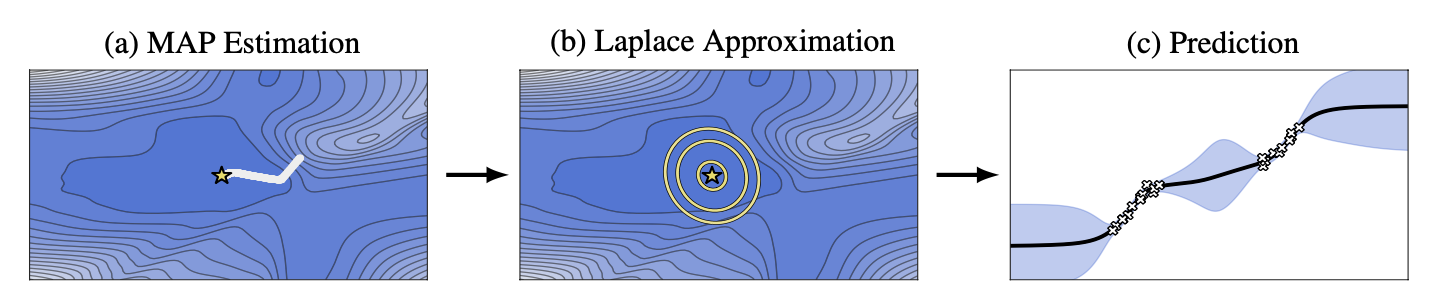 (a) MAP Estimation
(b) Laplace Approximation
(c) Prediction